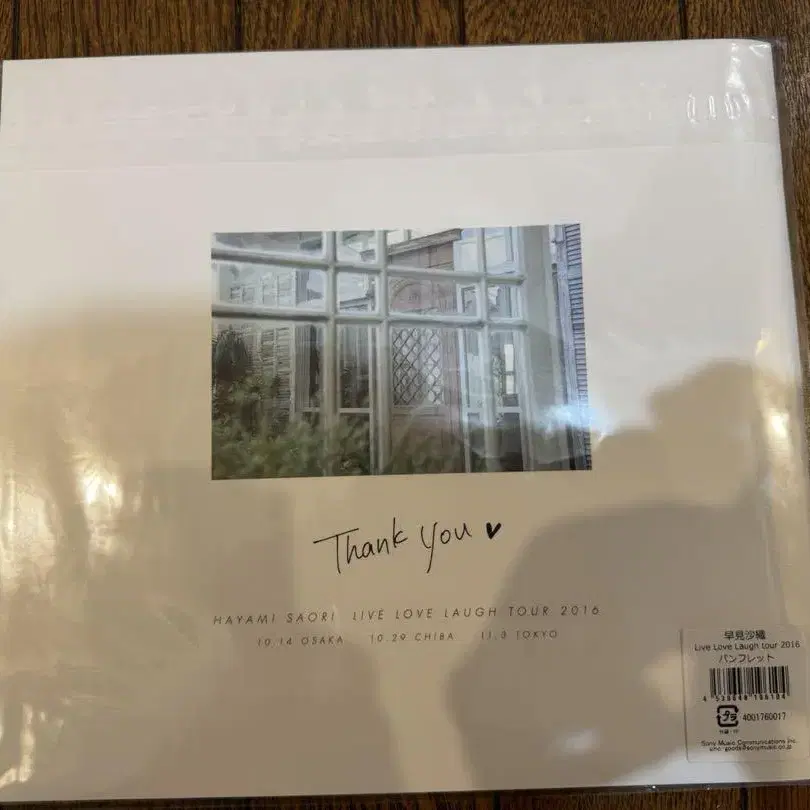 Thank you ♥
HAYAMI SAORI LIVE LOVE LAUGH TOUR 2016
10.14 OSAKA 10.29 CHIBA 11.3 TOKYO
早見沙織
Live Love Laugh tour 2016
パンフレット
プラ
4001760017
Sony Music Communications Inc.